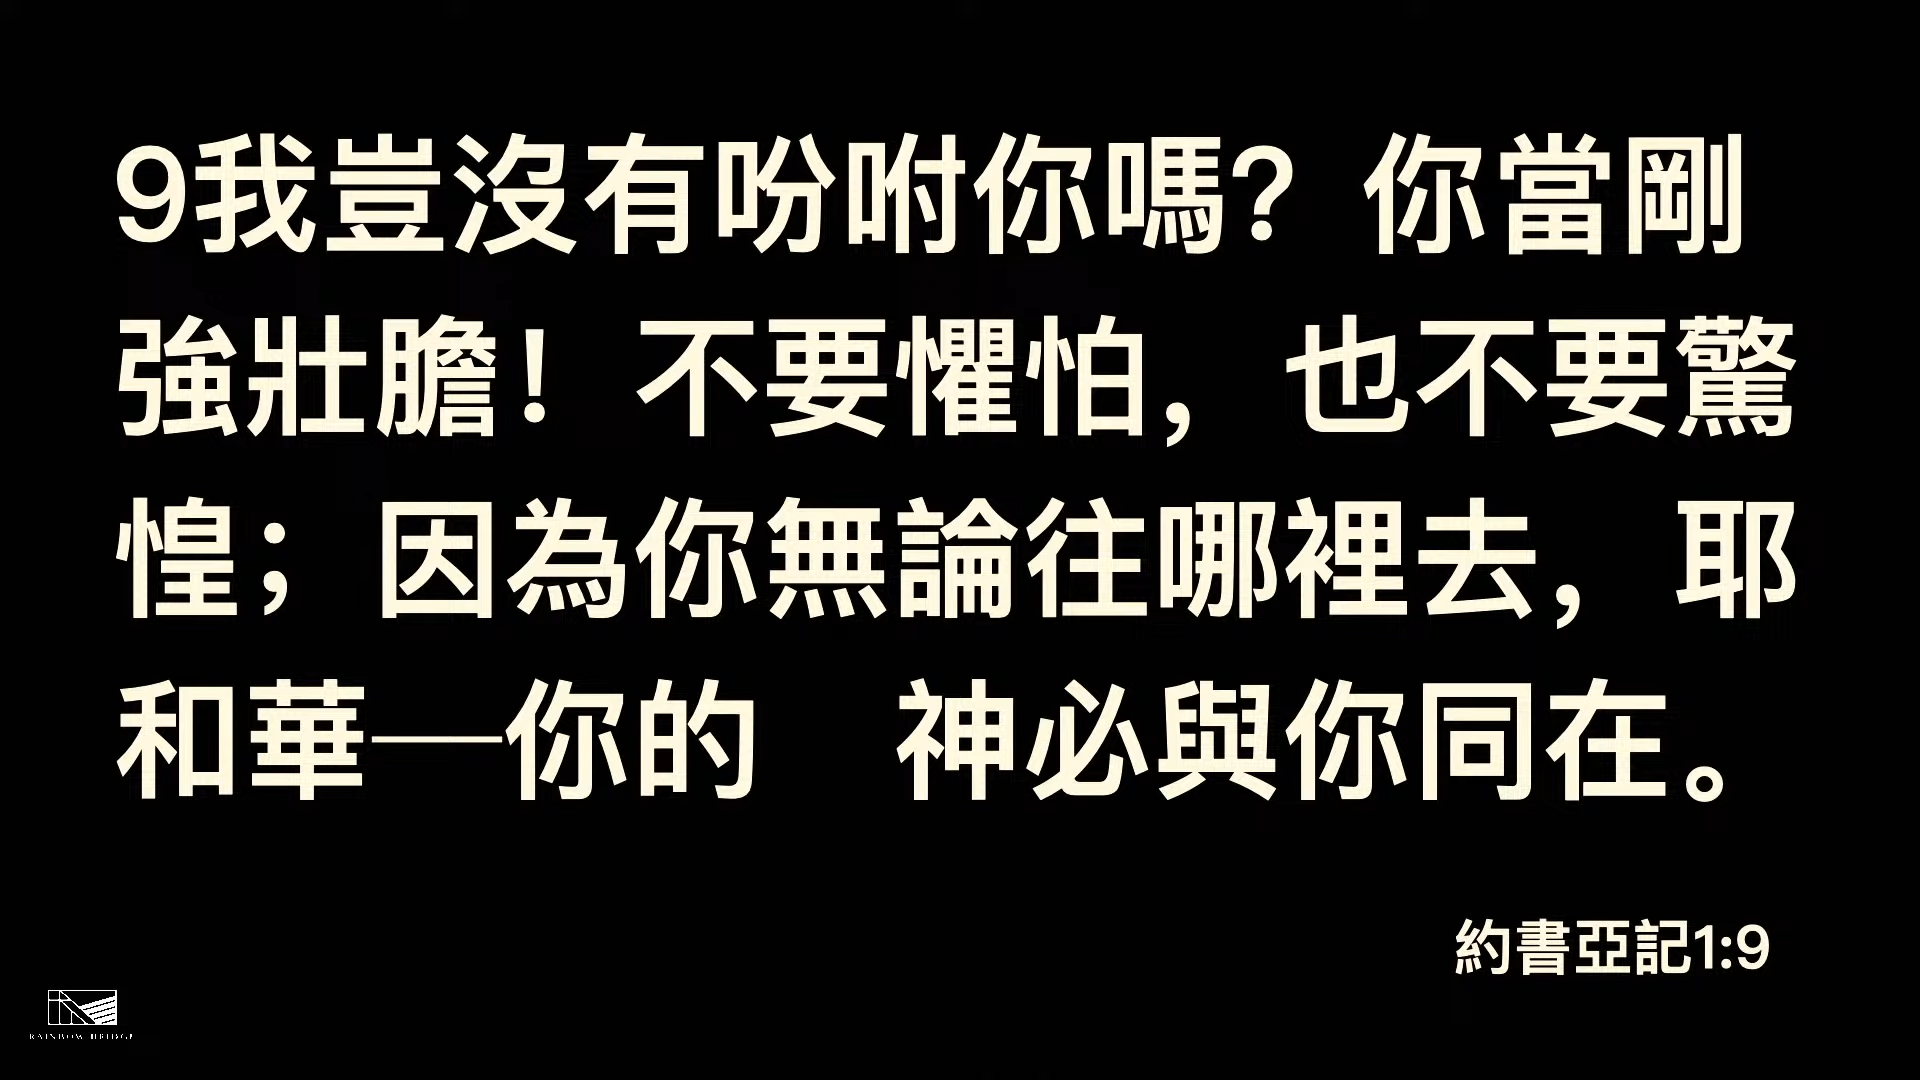 9我豈沒有吩咐你嗎？你當剛
強壯膽！不要懼怕，也不要驚
惶；因為你無論往哪裡去，耶
和華─你的　神必與你同在。
約書亞記1:9
RAINBOW BRIDGE